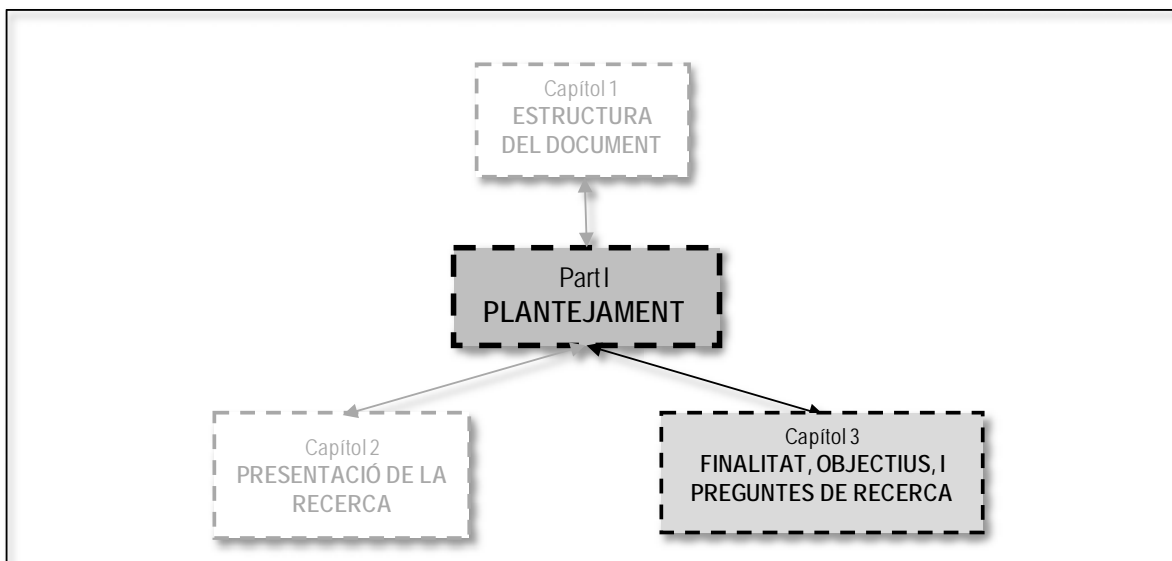 Capítol 1
ESTRUCTURA
DEL DOCUMENT
Part I
PLANTEJAMENT
Capítol 2
PRESENTACIÓ DE LA
RECERCA
Capítol 3
FINALITAT, OBJECTIUS, I
PREGUNTES DE RECERCA